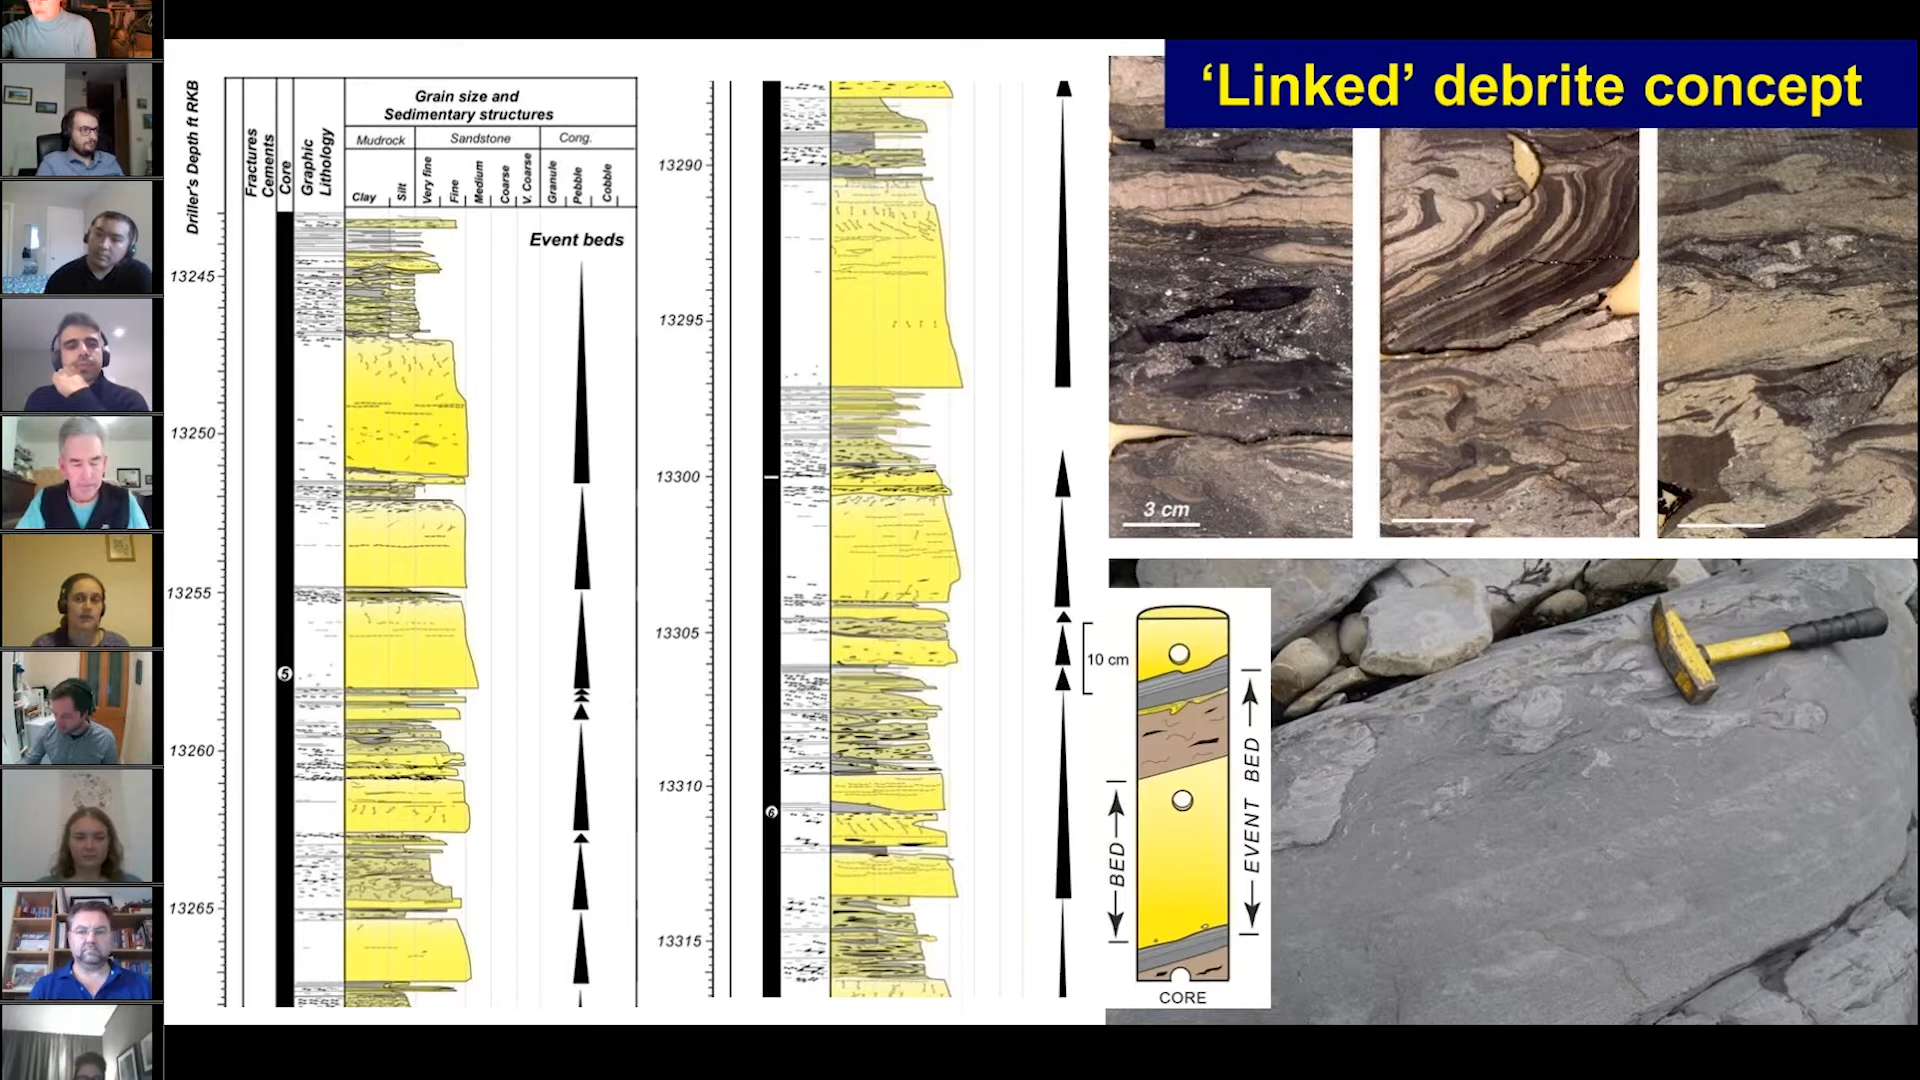 ‘Linked’ debrite concept
Driller's Depth ft RKB
Fractures
Cements
Core
Graphic
Lithology
Grain size and
Sedimentary structures
Mudrock
Sandstone
Cong.
Clay
Silt
Very fine
Fine
Medium
Coarse
V. Coarse
Granule
Pebble
Cobble
Event beds
13245
13250
13255
5
13260
13265
13290
13295
13300
13305
13310
6
13315
3 cm
10 cm
BED
EVENT BED
CORE